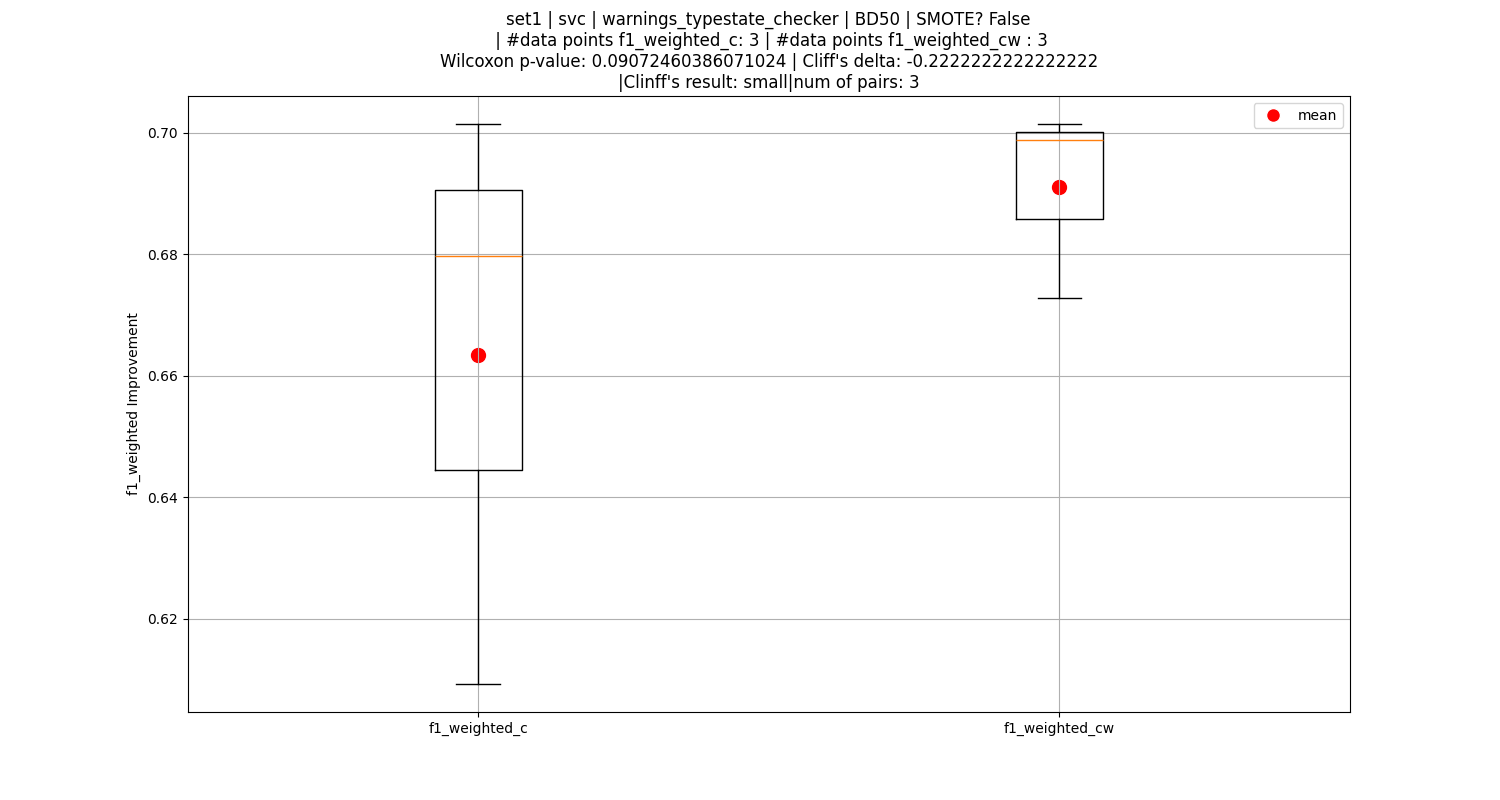 set1 | svc | warnings_typestate_checker | BD50 | SMOTE? False
| #data points f1_weighted_c: 3 | #data points f1_weighted_cw : 3
Wilcoxon p-value: 0.09072460386071024 | Cliff's delta: -0.2222222222222222
|Clinff's result: small|num of pairs: 3
mean
0.70
0.68
0.66
0.64
0.62
f1_weighted Improvement
f1_weighted_c
f1_weighted_cw